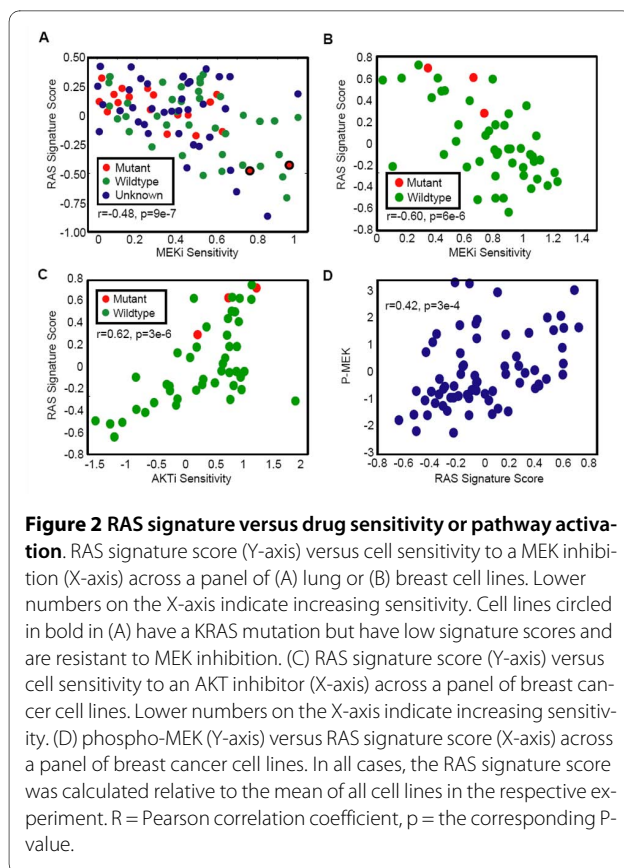 A
RAS Signature Score
0.50
0.25
0
-0.25
-0.50
-1.00
Mutant
Wildtype
Unknown
r=-0.48, p=9e-7
0 0.2 0.4 0.6 0.8 1
MEKi Sensitivity
B
RAS Signature Score
0.8
0.6
0.4
0.2
0
-0.2
-0.4
-0.6
-0.8
Mutant
Wildtype
r=-0.60, p=6e-6
0 0.2 0.4 0.6 0.8 1 1.2 1.4
MEKi Sensitivity
C
RAS Signature Score
0.8
0.6
0.4
0.2
0
-0.2
-0.4
-0.6
-0.8
Mutant
Wildtype
r=0.62, p=3e-6
-1.5 -1 -0.5 0 0.5 1 1.5 2
AKTi Sensitivity
D
P-MEK
3
2
1
0
-1
-2
-3
r=0.42, p=3e-4
-0.8 -0.6 -0.4 -0.2 0 0.2 0.4 0.6 0.8
RAS Signature Score
Figure 2 RAS signature versus drug sensitivity or pathway activa-
tion. RAS signature score (Y-axis) versus cell sensitivity to a MEK inhibi-
tion (X-axis) across a panel of (A) lung or (B) breast cell lines. Lower
numbers on the X-axis indicate increasing sensitivity. Cell lines circled
in bold in (A) have a KRAS mutation but have low signature scores and
are resistant to MEK inhibition. (C) RAS signature score (Y-axis) versus
cell sensitivity to an AKT inhibitor (X-axis) across a panel of breast can-
cer cell lines. Lower numbers on the X-axis indicate increasing sensitiv-
ity. (D) phospho-MEK (Y-axis) versus RAS signature score (X-axis) across
a panel of breast cancer cell lines. In all cases, the RAS signature score
was calculated relative to the mean of all cell lines in the respective ex-
periment. R = Pearson correlation coefficient, p = the corresponding P-
value.